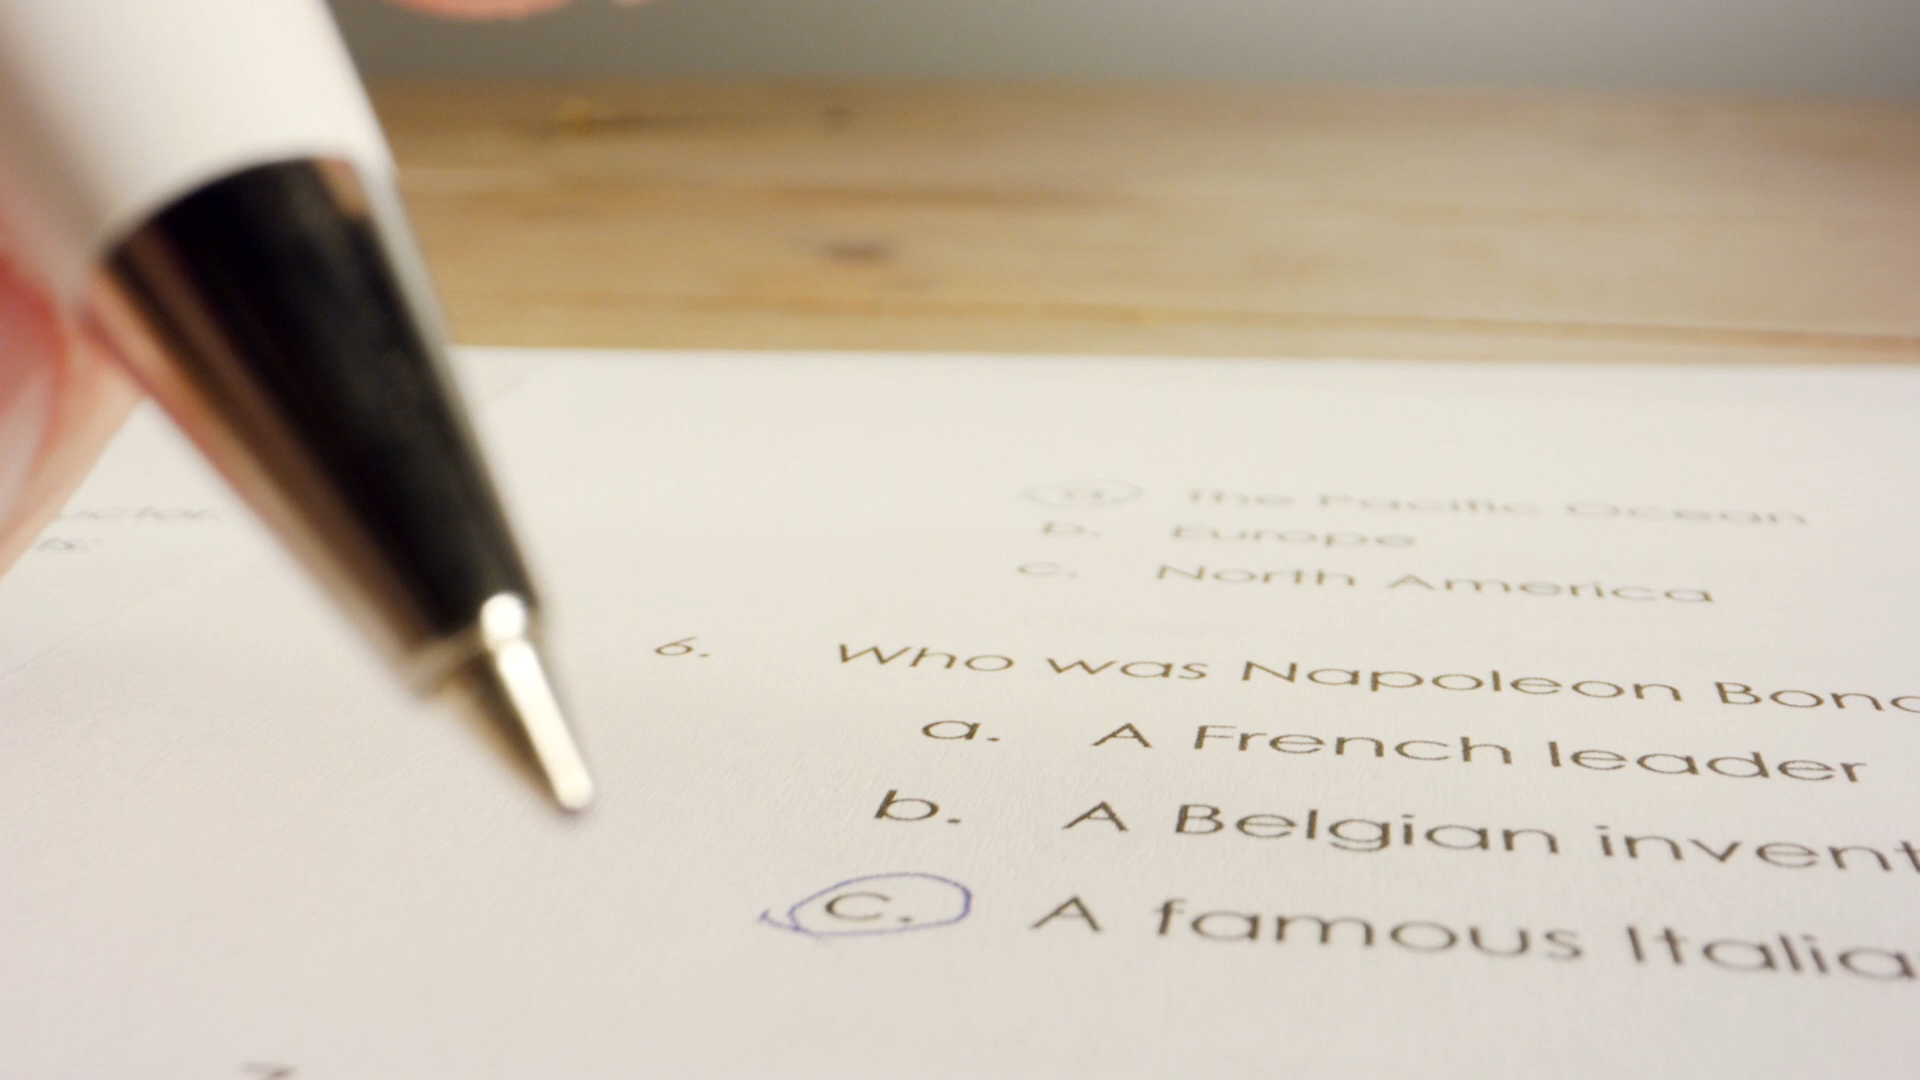 a. The Pacific Ocean
b. Europe
c. North America
6. Who was Napoleon Bona
a. A French leader
b. A Belgian invent
c. A famous Italia